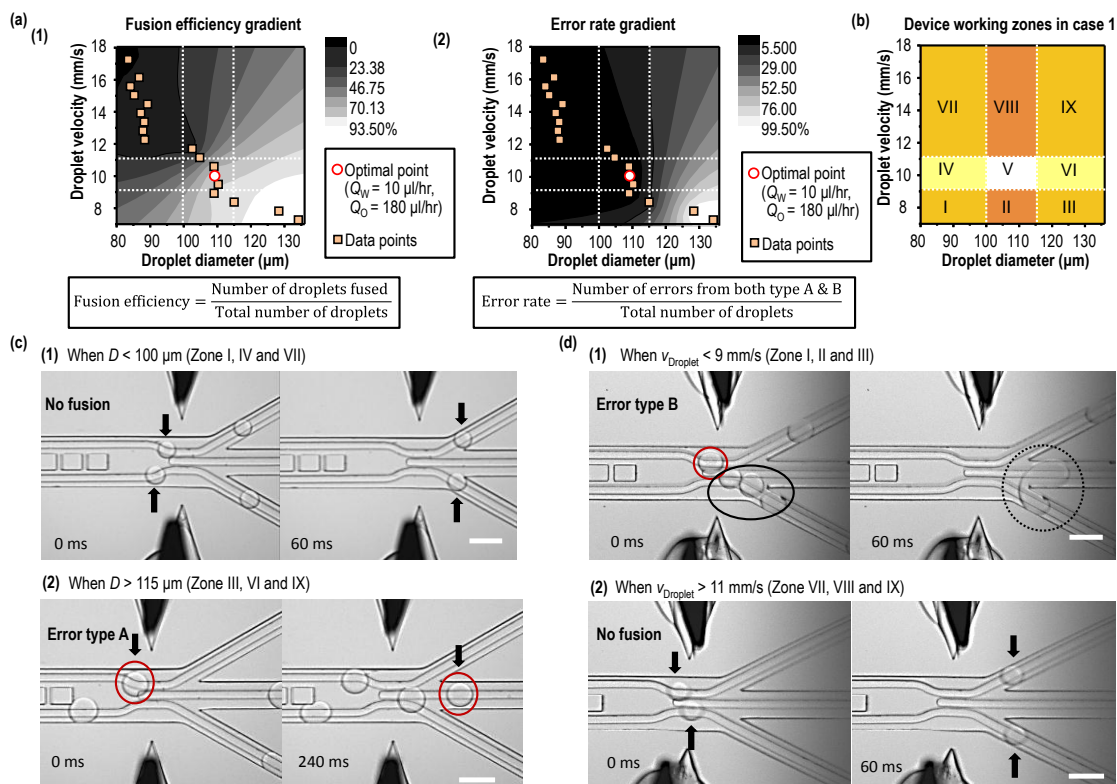 (a)
(1)
Fusion efficiency gradient
Droplet velocity (mm/s)
18
16
14
12
10
8
80 90 100 110 120 130
Droplet diameter (μm)
0
23.38
46.75
70.13
93.50%
Optimal point
(QW = 10 μl/hr,
QO = 180 μl/hr)
Data points
Fusion efficiency = Number of droplets fused
Total number of droplets
(2)
Error rate gradient
Droplet velocity (mm/s)
18
16
14
12
10
8
80 90 100 110 120 130
Droplet diameter (μm)
5.500
29.00
52.50
76.00
99.50%
Optimal point
(QW = 10 μl/hr,
QO = 180 μl/hr)
Data points
Error rate = Number of errors from both type A & B
Total number of droplets
(b)
Device working zones in case 1
Droplet velocity (mm/s)
18
16
14
12
10
8
VII VIII IX
IV V VI
I II III
80 90 100 110 120 130
Droplet diameter (μm)
(c)
(1) When D < 100 μm (Zone I, IV and VII)
No fusion
0 ms
60 ms
(2) When D > 115 μm (Zone III, VI and IX)
Error type A
0 ms
240 ms
(d)
(1) When vDroplet < 9 mm/s (Zone I, II and III)
Error type B
0 ms
60 ms
(2) When vDroplet > 11 mm/s (Zone VII, VIII and IX)
No fusion
0 ms
60 ms